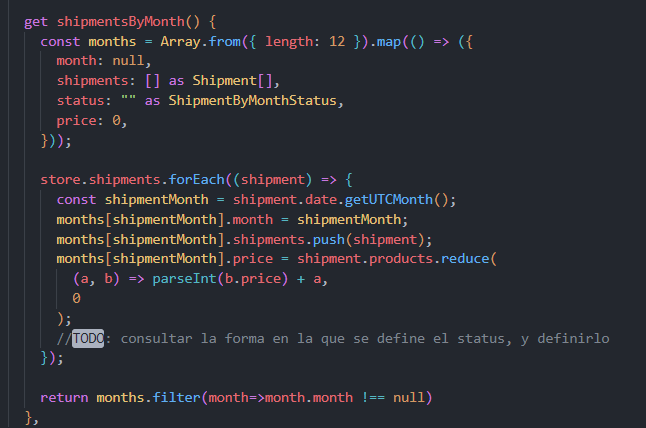 get shipmentsByMonth() {
const months = Array.from({ length: 12 }).map(() => ({
month: null,
shipments: [] as Shipment[],
status: "" as ShipmentByMonthStatus,
price: 0,
}));
store.shipments.forEach((shipment) => {
const shipmentMonth = shipment.date.getUTCMonth();
months[shipmentMonth].month = shipmentMonth;
months[shipmentMonth].shipments.push(shipment);
months[shipmentMonth].price = shipment.products.reduce(
(a, b) => parseInt(b.price) + a,
0
);
//TODO: consultar la forma en la que se define el status, y definirlo
});
return months.filter(month=>month.month !== null)
},